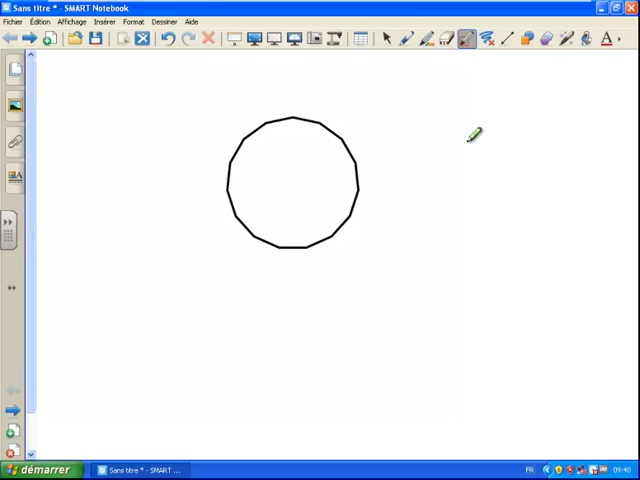 Sans titre * - SMART Notebook
Fichier Édition Affichage Insérer Format Dessiner Aide
A
démarrer Sans titre * - SMART ... FR 09:40